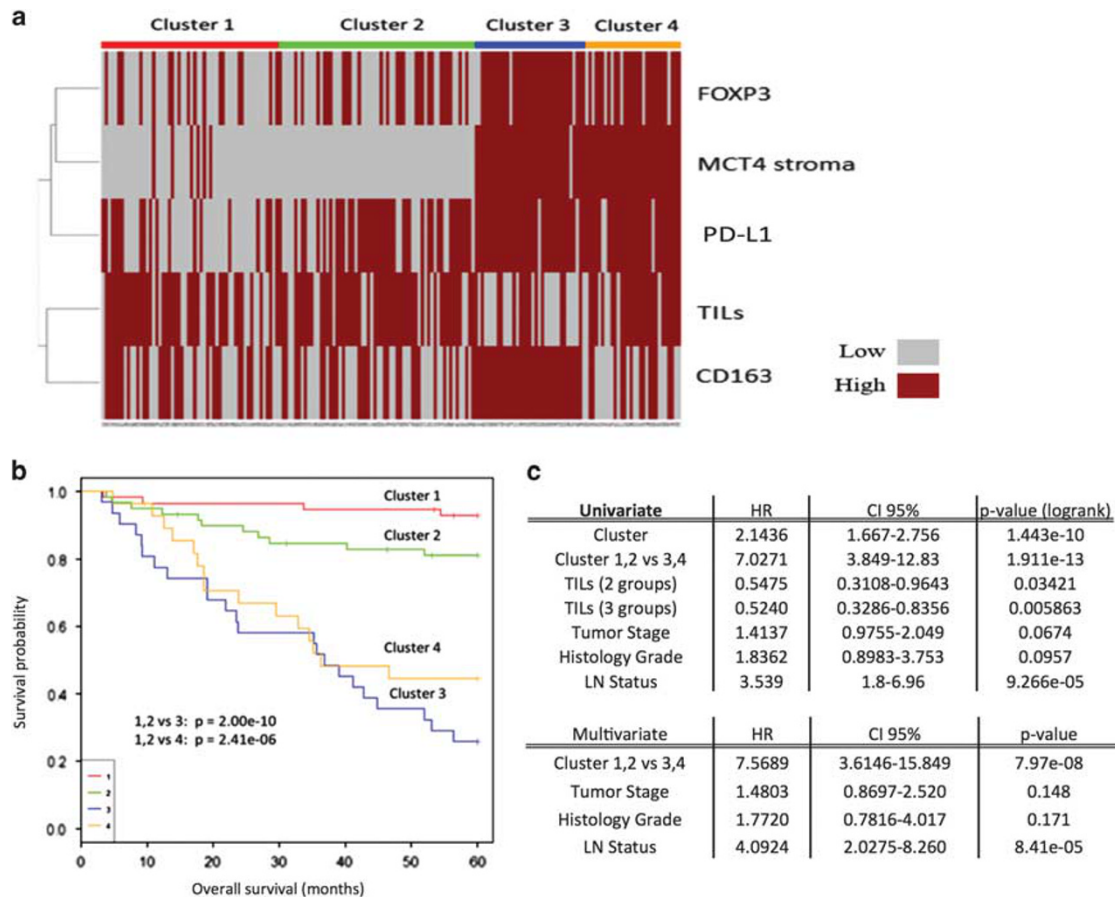 a
Cluster 1 Cluster 2 Cluster 3 Cluster 4
FOXP3
MCT4 stroma
PD-L1
TILs
CD163
Low
High
b
Survival probability
1.0
0.8
0.6
0.4
0.2
0.0
Cluster 1
Cluster 2
Cluster 4
Cluster 3
1,2 vs 3: p = 2.00e-10
1,2 vs 4: p = 2.41e-06
1
2
3
4
0 10 20 30 40 50 60
Overall survival (months)
c
Univariate HR CI 95% p-value (logrank)
Cluster 2.1436 1.667-2.756 1.443e-10
Cluster 1,2 vs 3,4 7.0271 3.849-12.83 1.911e-13
TILs (2 groups) 0.5475 0.3108-0.9643 0.03421
TILs (3 groups) 0.5240 0.3286-0.8356 0.005863
Tumor Stage 1.4137 0.9755-2.049 0.0674
Histology Grade 1.8362 0.8983-3.753 0.0957
LN Status 3.539 1.8-6.96 9.266e-05
Multivariate HR CI 95% p-value
Cluster 1,2 vs 3,4 7.5689 3.6146-15.849 7.97e-08
Tumor Stage 1.4803 0.8697-2.520 0.148
Histology Grade 1.7720 0.7816-4.017 0.171
LN Status 4.0924 2.0275-8.260 8.41e-05